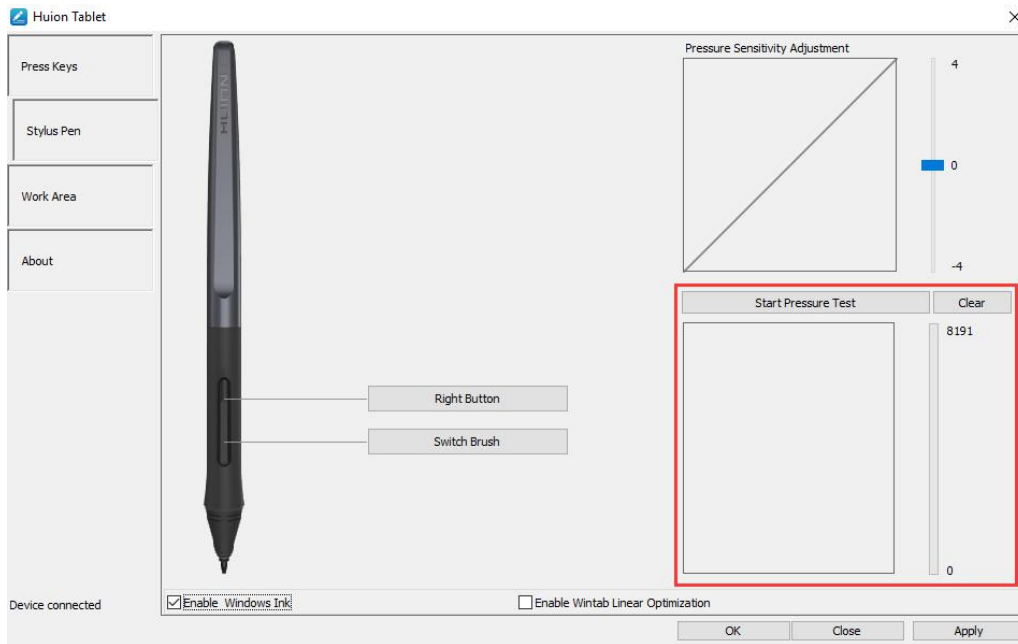 Huion Tablet
Press Keys
Stylus Pen
Work Area
About
Device connected
HUION
Right Button
Switch Brush
Pressure Sensitivity Adjustment
4
0
-4
Start Pressure Test
Clear
8191
0
Enable Windows Ink
Enable Wintab Linear Optimization
OK
Close
Apply